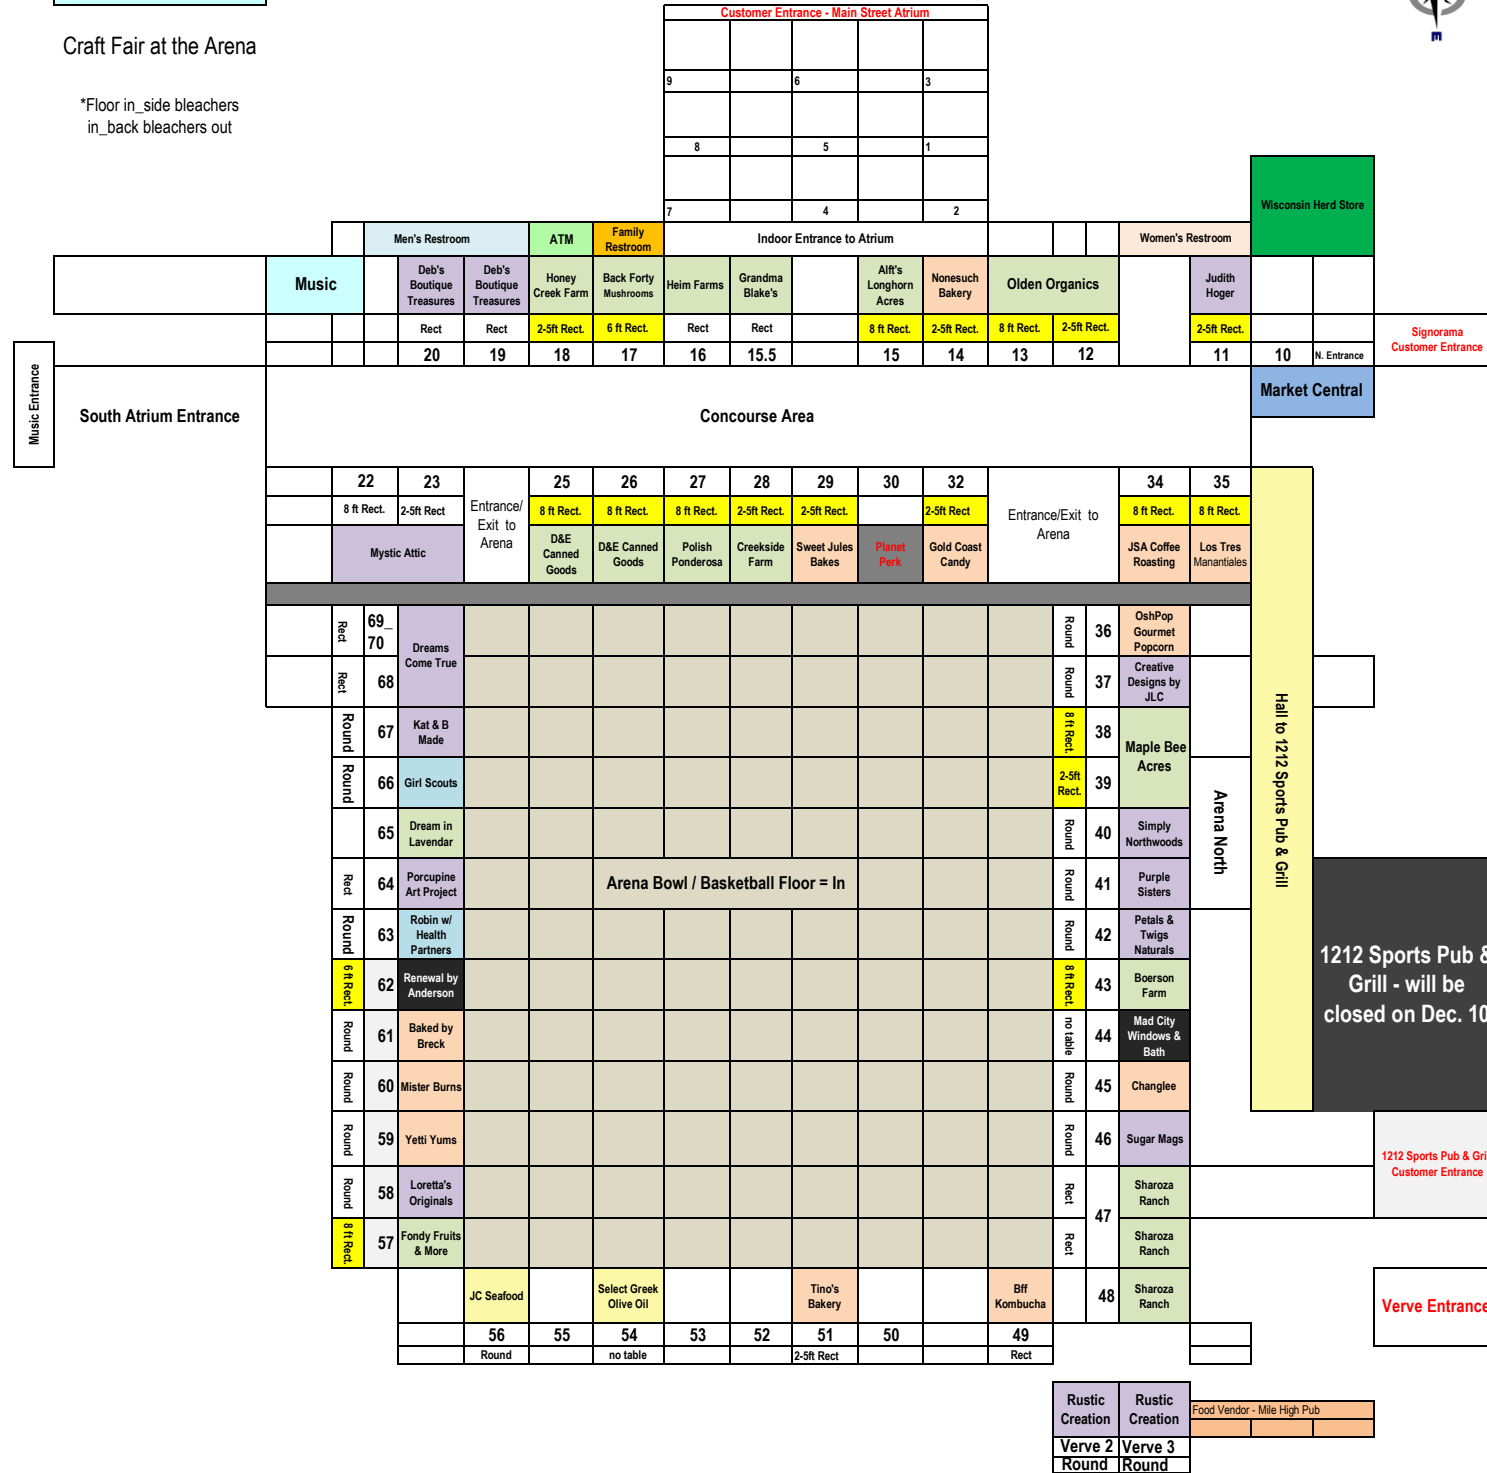 Customer Entrance - Main Street Atrium
E
Craft Fair at the Arena
*Floor in_side bleachers
in_back bleachers out
9 6 3
8 5 1
7 4 2
Wisconsin Herd Store
Men's Restroom
ATM
Family
Restroom
Indoor Entrance to Atrium
Women's Restroom
Music
Deb's
Boutique
Treasures
Deb's
Boutique
Treasures
Honey
Creek Farm
Back Forty
Mushrooms
Heim Farms
Grandma
Blake's
Alft's
Longhorn
Acres
Nonesuch
Bakery
Olden Organics
Judith
Hoger
Rect Rect 2-5ft Rect. 6 ft Rect. Rect Rect 8 ft Rect. 2-5ft Rect. 8 ft Rect. 2-5ft Rect. 2-5ft Rect.
Signorama
Customer Entrance
20 19 18 17 16 15.5 15 14 13 12 11 10 N. Entrance
Music Entrance
South Atrium Entrance
Concourse Area
Market Central
22 23 25 26 27 28 29 30 32 34 35
8 ft Rect. 2-5ft Rect 8 ft Rect. 8 ft Rect. 8 ft Rect. 2-5ft Rect. 2-5ft Rect. 2-5ft Rect 8 ft Rect. 8 ft Rect.
Entrance/
Exit to
Arena
Entrance/Exit to
Arena
Mystic Attic
D&E
Canned
Goods
D&E Canned
Goods
Polish
Ponderosa
Creekside
Farm
Sweet Jules
Bakes
Planet
Perk
Gold Coast
Candy
JSA Coffee
Roasting
Los Tres
Manantiales
Rect
69_
70
Dreams
Come True
Rect 68
Round 67
Kat & B
Made
Round 66 Girl Scouts
65
Dream in
Lavendar
Rect 64
Porcupine
Art Project
Round 63
Robin w/
Health
Partners
6 ft Rect. 62
Renewal by
Anderson
Round 61
Baked by
Breck
Round 60 Mister Burns
Round 59 Yetti Yums
Round 58
Loretta's
Originals
8 ft Rect. 57
Fondy Fruits
& More
Arena Bowl / Basketball Floor = In
Round 36
OshPop
Gourmet
Popcorn
Round 37
Creative
Designs by
JLC
8 ft Rect. 38
Maple Bee
Acres
2-5ft
Rect.
39
Round 40
Simply
Northwoods
Round 41
Purple
Sisters
Round 42
Petals &
Twigs
Naturals
8 ft Rect. 43
Boerson
Farm
no table 44
Mad City
Windows &
Bath
Round 45 Changlee
Round 46 Sugar Mags
Rect
Sharoza
Ranch
47
Rect
Sharoza
Ranch
48
Sharoza
Ranch
Arena North
Hall to 1212 Sports Pub & Grill
1212 Sports Pub &
Grill - will be
closed on Dec. 10
1212 Sports Pub & Gri
Customer Entrance
Verve Entrance
JC Seafood
Select Greek
Olive Oil
Tino's
Bakery
Bff
Kombucha
56 55 54 53 52 51 50 49
Round no table 2-5ft Rect Rect
Rustic
Creation
Rustic
Creation
Food Vendor - Mile High Pub
Verve 2 Verve 3
Round Round